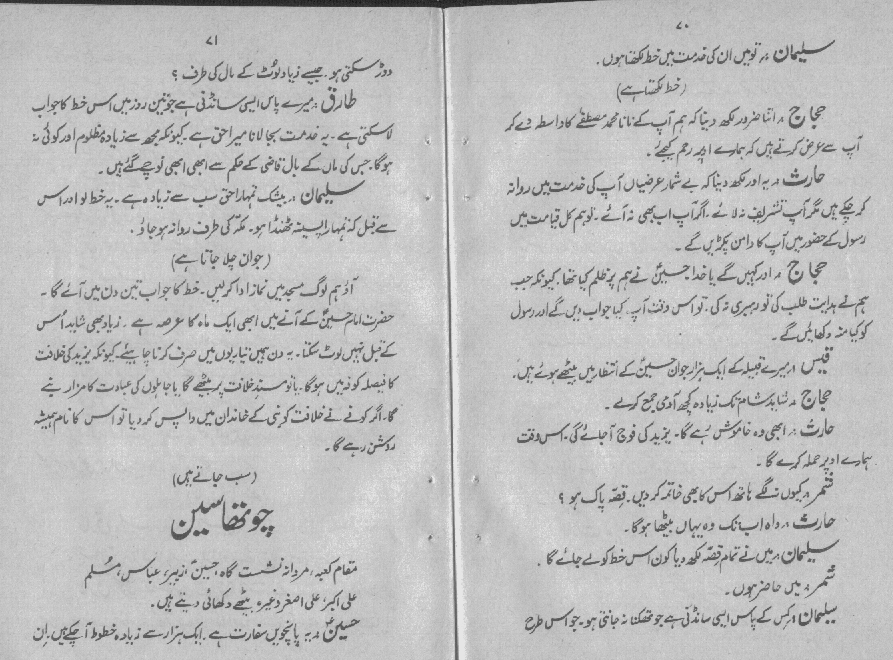 ۷۰
سلیمان :۔ تو میں ان کی خدمت میں خط لکھتا ہوں۔
(خط لکھتا ہے)
حجاج :۔ اتنا ضرور لکھ دینا کہ ہم آپ کے نانا محمد مصطفےٰ کا واسطہ دے کر
آپ سے عرض کرتے ہیں کہ ہمارے اوپر رحم کیجئے۔
حارث :۔ یہ اور لکھ دینا کہ بے شمار عرضیاں آپ کی خدمت میں روانہ
کر چکے ہیں مگر آپ تشریف نہ لائے۔ اگر آپ اب بھی نہ آئے۔ تو ہم کل قیامت میں
رسول کے حضور میں آپ کا دامن پکڑیں گے۔
حجاج :۔ اور کہیں گے یا خدا حسینؑ نے ہم پر ظلم کیا تھا۔ کیونکہ جب
ہم نے ہدایت طلب کی تو رہبری نہ کی۔ تو اس وقت آپ کیا جواب دیں گے اور رسول
کو کیا منہ دکھائیں گے۔
قیس :۔ میرے قبیلہ کے ایک ہزار جوان حسینؑ کے انتظار میں بیٹھے ہوئے ہیں۔
حجاج :۔ شاید شام تک زیادہ کچھ آدمی جمع کرے۔
حارث :۔ ابھی وہ خاموش رہے گا۔ یزید کی فوج آ جائے گی۔ اس وقت
ہمارے اوپر حملہ کرے گا۔
شمر :۔ کیوں نہ لگے ہاتھ اس کا بھی خاتمہ کر دیں۔ قصّہ پاک ہو ؟
حارث :۔ واہ اب تک وہ یہاں بیٹھا ہوگا۔
سلیمان :۔ میں نے تمام قصّہ لکھ دیا کون اس خط کو لے جائے گا۔
شمر :۔ میں حاضر ہوں۔
سلیمان :۔ کس کے پاس ایسی سانڈنی ہے جو تھکنا نہ جانتی ہو۔ جو اس طرح
۷۱
دوڑ سکتی ہو۔ جیسے زیاد لوٹ کے مال کی طرف ؟
طارق :۔ میرے پاس ایسی سانڈنی ہے جو تین روز میں اس خط کا جواب
لا سکتی ہے۔ یہ خدمت بجا لانا میرا حق ہے۔ کیونکہ مجھ سے زیادہ مظلوم اور کوئی نہ
ہوگا۔ جس کی ماں کے بال قاضی کے حکم سے ابھی ابھی نوچے گئے ہیں۔
سلیمان :۔ بیشک تمہارا حق سب سے زیادہ ہے۔ یہ خط لو اور اس
سے قبل کہ تمہارا پسینہ ٹھنڈا ہو۔ مکّہ کی طرف روانہ ہو جاؤ۔
(جوان چلا جاتا ہے)
آؤ ہم لوگ مسجد میں نماز ادا کر لیں۔ خط کا جواب تین دن میں آئے گا۔
حضرت امام حسینؑ کے آنے میں ابھی ایک ماہ کا عرصہ ہے۔ زیاد بھی شاید اُس
کے قبل نہیں لوٹ سکتا۔ یہ دن ہمیں تیاریوں میں صرف کرنا چاہیئے۔ کیونکہ یزید کی خلافت
کا فیصلہ کوفہ میں ہوگا۔ یا تو مسندِ خلافت پر بیٹھے گا یا جاہلوں کی عبادت کا مزار بنے
گا۔ اگر کوفے نے خلافت کو نبی کے خاندان میں واپس کر دیا تو اس کا نام ہمیشہ
روشن رہے گا۔
(سب جاتے ہیں)
چوتھا سین
مقام کعبہ، مردانہ نشست گاہ، حسینؑ، زبیر، عباس، مسلم
علی اکبر، علی اصغر وغیرہ بیٹھے دکھائی دیتے ہیں۔
حسینؑ :۔ یہ پانچویں سفارت ہے۔ ایک ہزار سے زیادہ خطوط آ چکے ہیں۔ اِن